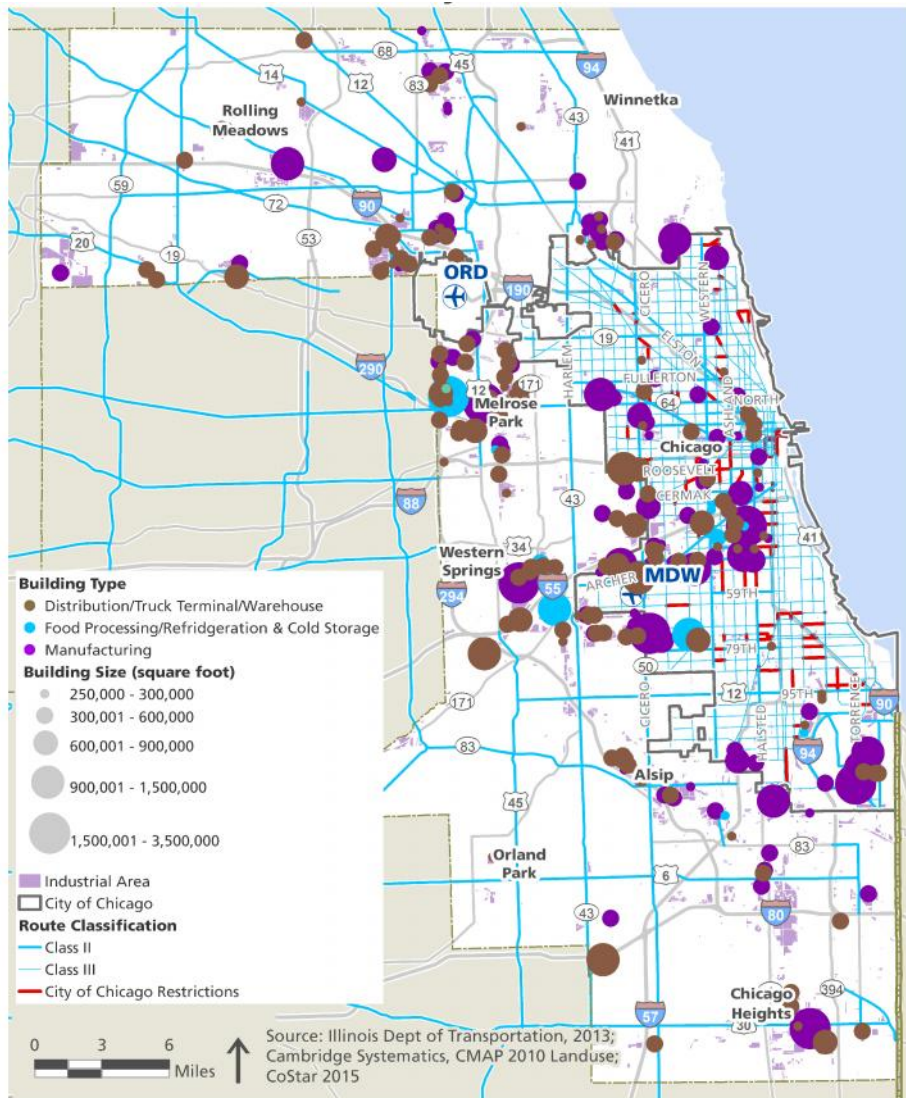 68
45
14
12
83
94
Winnetka
Rolling
Meadows
43
41
59
90
72
53
20
19
ORD
190
CICERO
WESTERN
HARLEM
19
ELSTON
290
FULLERTON
12
171
64
NORTH
ASHLAND
Melrose
Park
Chicago
ROOSEVELT
88
43
CERMAK
34
41
Western
Springs
55
ARCHER
MDW
294
59TH
79TH
50
171
CICERO
12
95TH
90
HALSTED
94
TORRENCE
83
Alsip
45
Orland
Park
83
6
43
80
57
Chicago
Heights
30
394
Building Type
Distribution/Truck Terminal/Warehouse
Food Processing/Refridgeration & Cold Storage
Manufacturing
Building Size (square foot)
250,000 - 300,000
300,001 - 600,000
600,001 - 900,000
900,001 - 1,500,000
1,500,001 - 3,500,000
Industrial Area
City of Chicago
Route Classification
Class II
Class III
City of Chicago Restrictions
0 3 6
Miles
Source: Illinois Dept of Transportation, 2013;
Cambridge Systematics, CMAP 2010 Landuse;
CoStar 2015